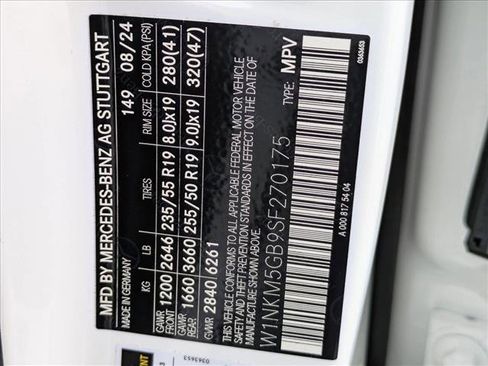 MFD BY MERCEDES-BENZ AG STUTTGART
MADE IN GERMANY 149 08/24
KG LB TIRES RIM SIZE COLD KPA(PSI)
GAWR FRONT 1200 2646 235/55 R19 8.0Jx19 280(41)
GAWR REAR 1660 3660 255/50 R19 9.0Jx19 320(47)
GVWR 2840 6261
THIS VEHICLE CONFORMS TO ALL APPLICABLE FEDERAL MOTOR VEHICLE
SAFETY AND THEFT PREVENTION STANDARDS IN EFFECT ON THE DATE OF
MANUFACTURE SHOWN ABOVE.
W1NKM5GB9SF270175 TYPE: MPV
A 000 817 54 04
0363653
0363653